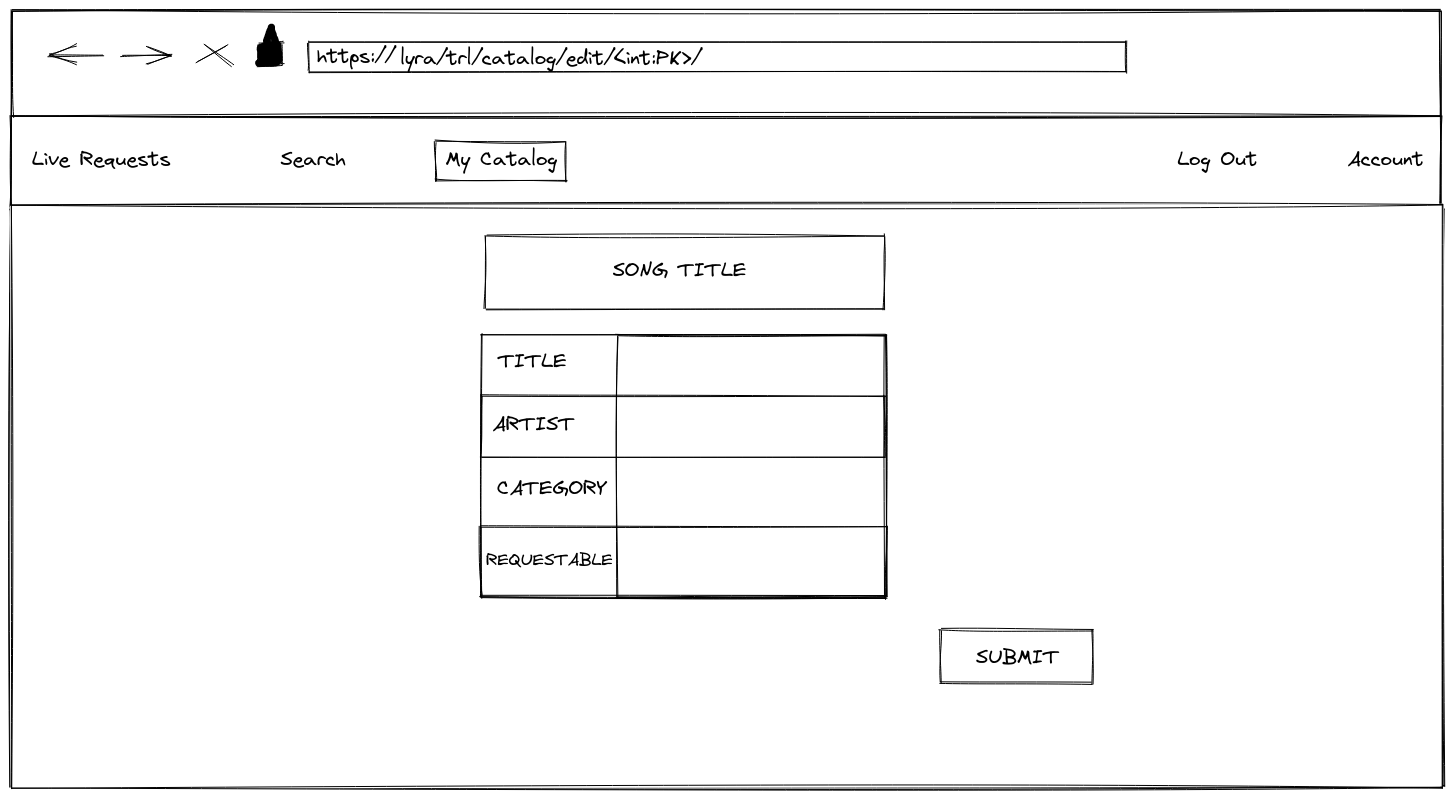 https://lyra/trl/catalog/edit/<int:PK>/
Live Requests Search My Catalog Log Out Account
SONG TITLE
TITLE
ARTIST
CATEGORY
REQUESTABLE
SUBMIT